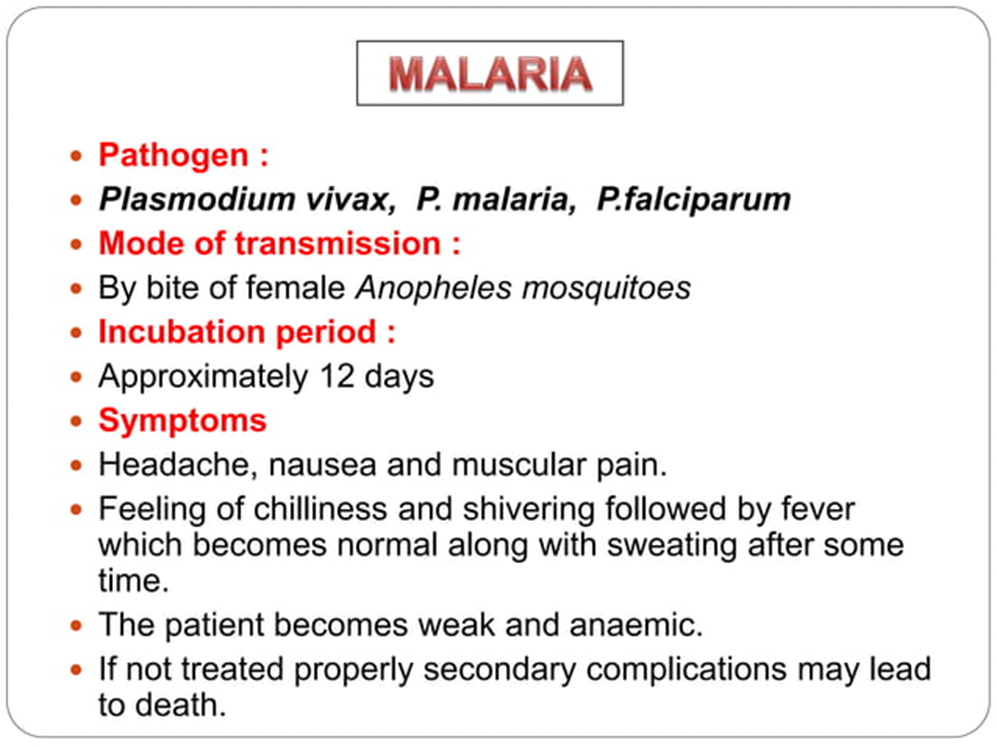 MALARIA
• Pathogen :
• Plasmodium vivax, P. malaria, P.falciparum
• Mode of transmission :
• By bite of female Anopheles mosquitoes
• Incubation period :
• Approximately 12 days
• Symptoms
• Headache, nausea and muscular pain.
• Feeling of chilliness and shivering followed by fever
which becomes normal along with sweating after some
time.
• The patient becomes weak and anaemic.
• If not treated properly secondary complications may lead
to death.